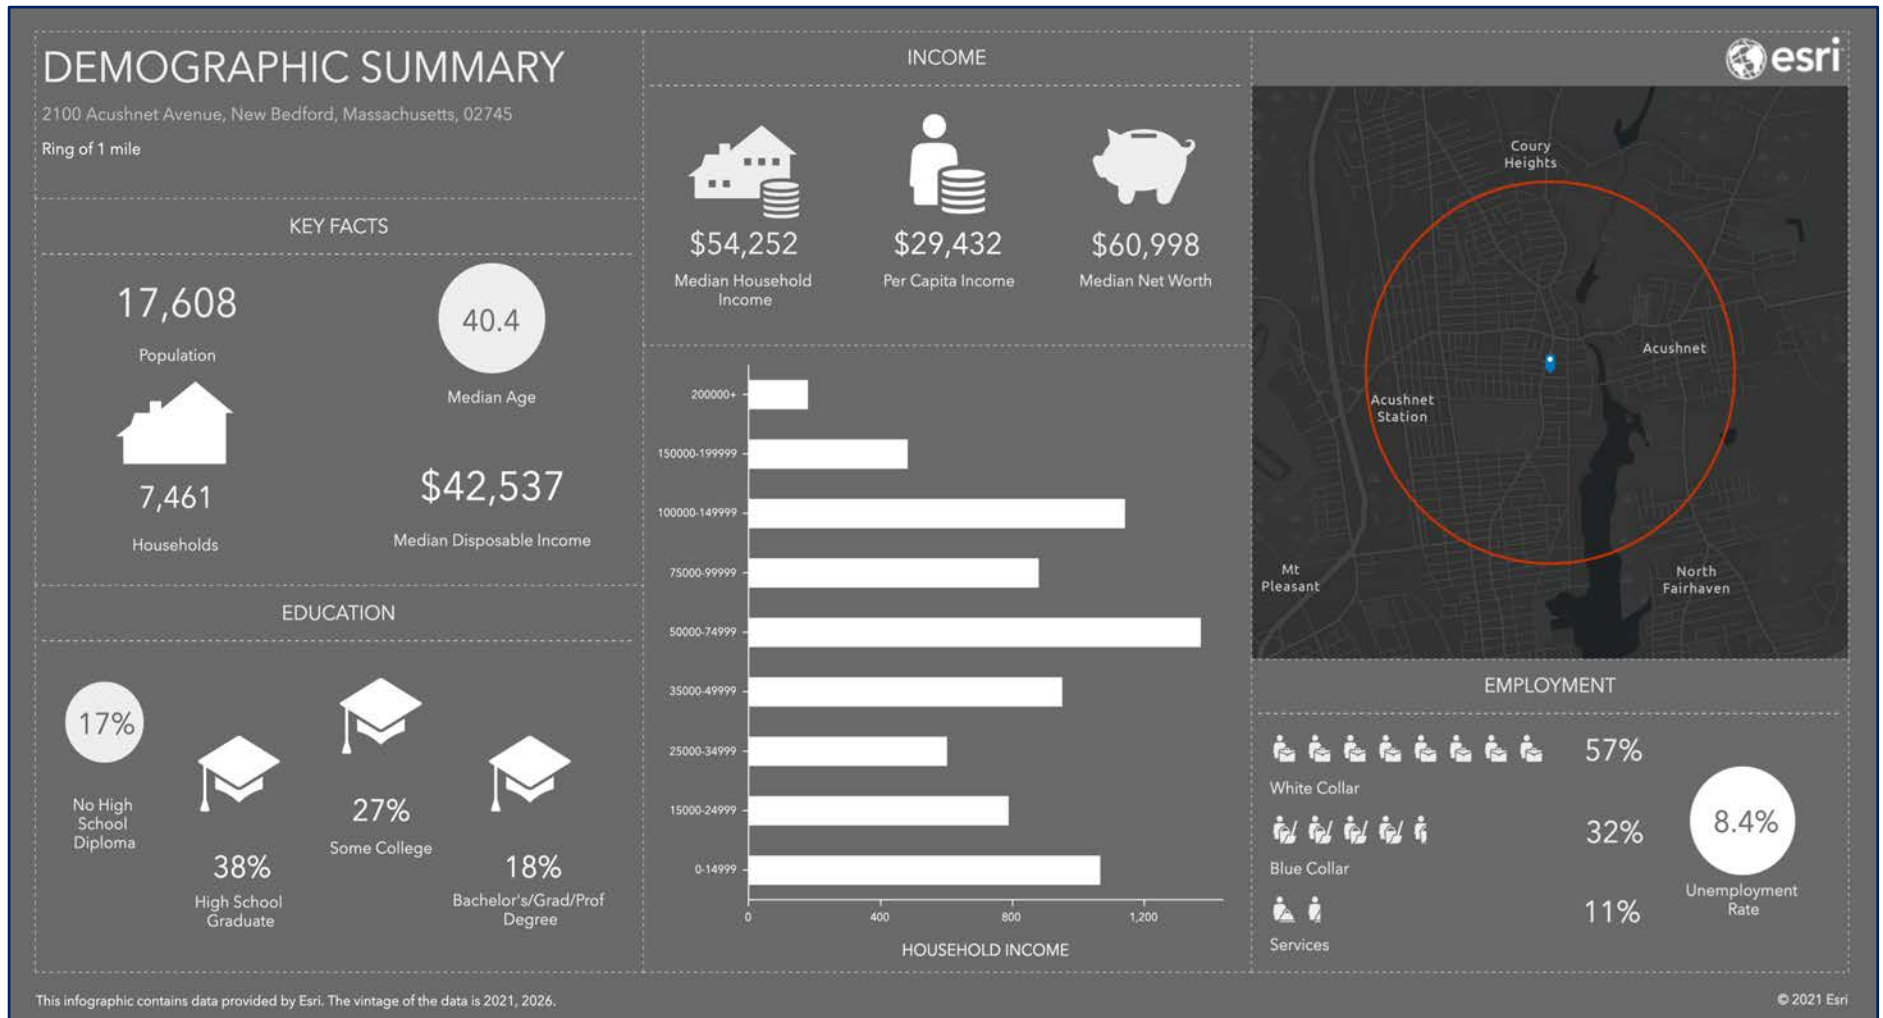 DEMOGRAPHIC SUMMARY
2100 Acushnet Avenue, New Bedford, Massachusetts, 02745
Ring of 1 mile
KEY FACTS
17,608
Population
40.4
Median Age
7,461
Households
$42,537
Median Disposable Income
EDUCATION
17%
No High
School
Diploma
38%
High School
Graduate
27%
Some College
18%
Bachelor's/Grad/Prof
Degree
INCOME
$54,252
Median Household
Income
$29,432
Per Capita Income
$60,998
Median Net Worth
200000+
150000-199999
100000-149999
75000-99999
50000-74999
35000-49999
25000-34999
15000-24999
0-14999
0
400
800
1,200
HOUSEHOLD INCOME
esri
Coury
Heights
Acushnet
Acushnet
Station
Mt
Pleasant
North
Fairhaven
EMPLOYMENT
57%
White Collar
32%
Blue Collar
11%
Services
8.4%
Unemployment
Rate
This infographic contains data provided by Esri. The vintage of the data is 2021, 2026.
© 2021 Esri